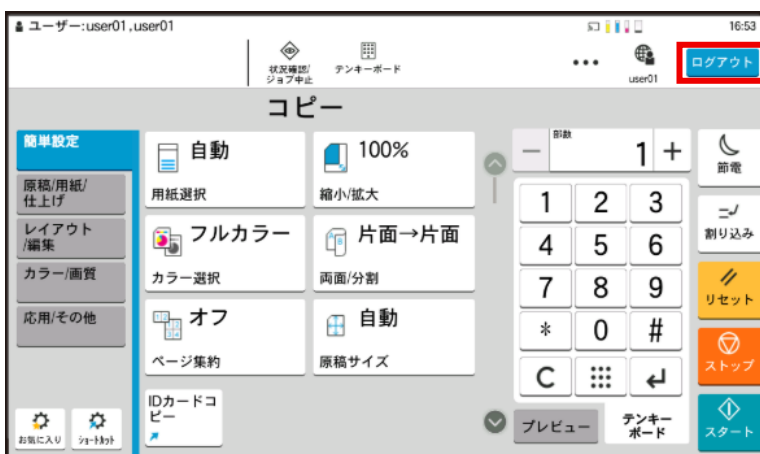 ユーザー:user01,user01
16:53
状況確認/
ジョブ中止
テンキーボード
user01
ログアウト
コピー
簡単設定
原稿/用紙/
仕上げ
レイアウト
/編集
カラー/画質
応用/その他
お気に入り
ショートカット
自動
用紙選択
100%
縮小/拡大
フルカラー
カラー選択
片面→片面
両面/分割
オフ
ページ集約
自動
原稿サイズ
IDカードコ
ピー
部数
− 1 +
1 2 3
4 5 6
7 8 9
* 0 #
C
プレビュー
テンキー
ボード
節電
割り込み
リセット
ストップ
スタート